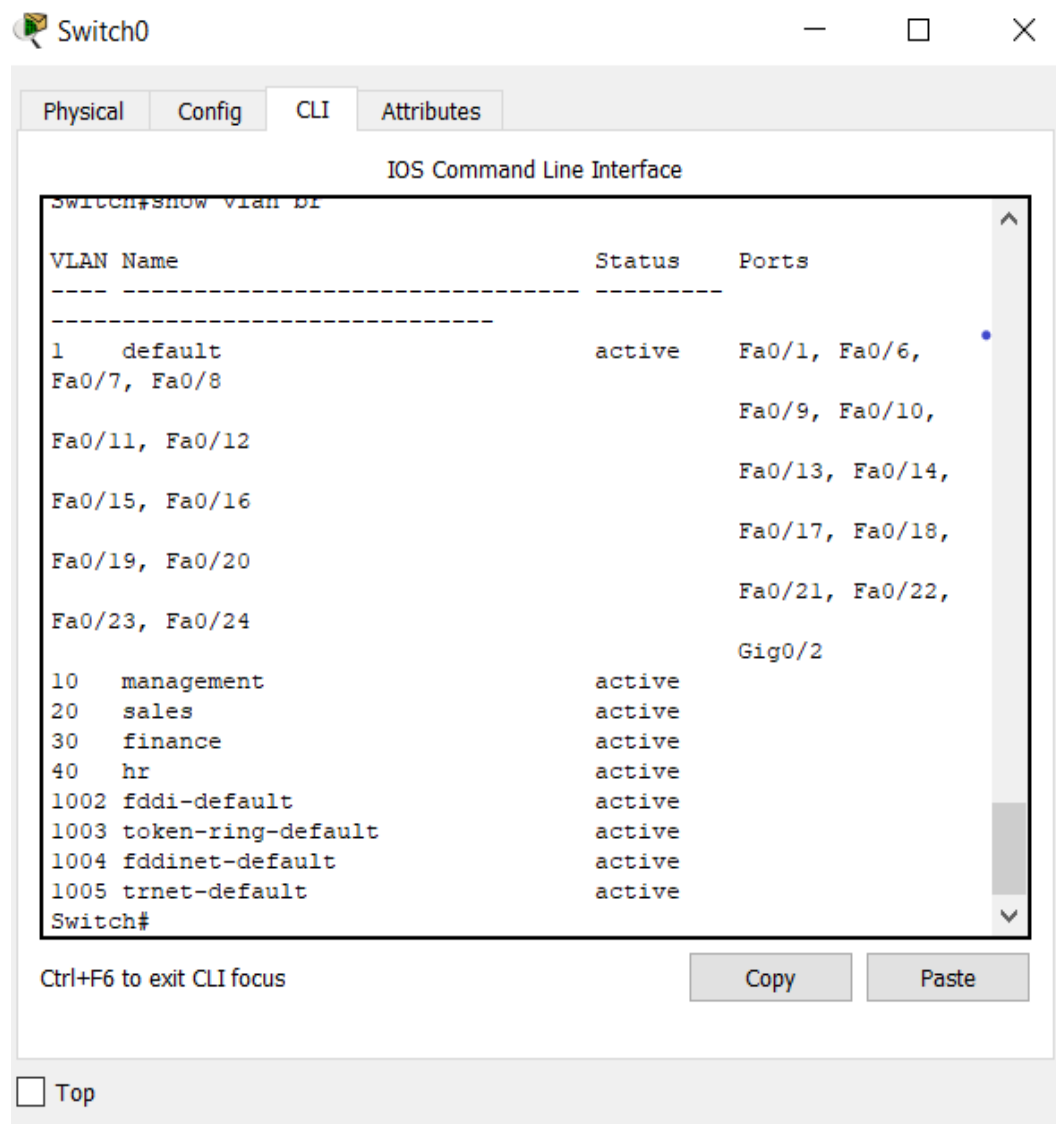 Switch0
Physical Config CLI Attributes
IOS Command Line Interface
Switch#show vlan br
VLAN Name Status Ports
---- -------------------------------- ---------
-------------------------------
1 default active Fa0/1, Fa0/6,
Fa0/7, Fa0/8
Fa0/9, Fa0/10,
Fa0/11, Fa0/12
Fa0/13, Fa0/14,
Fa0/15, Fa0/16
Fa0/17, Fa0/18,
Fa0/19, Fa0/20
Fa0/21, Fa0/22,
Fa0/23, Fa0/24
Gig0/2
10 management active
20 sales active
30 finance active
40 hr active
1002 fddi-default active
1003 token-ring-default active
1004 fddinet-default active
1005 trnet-default active
Switch#
Ctrl+F6 to exit CLI focus
Copy Paste
Top